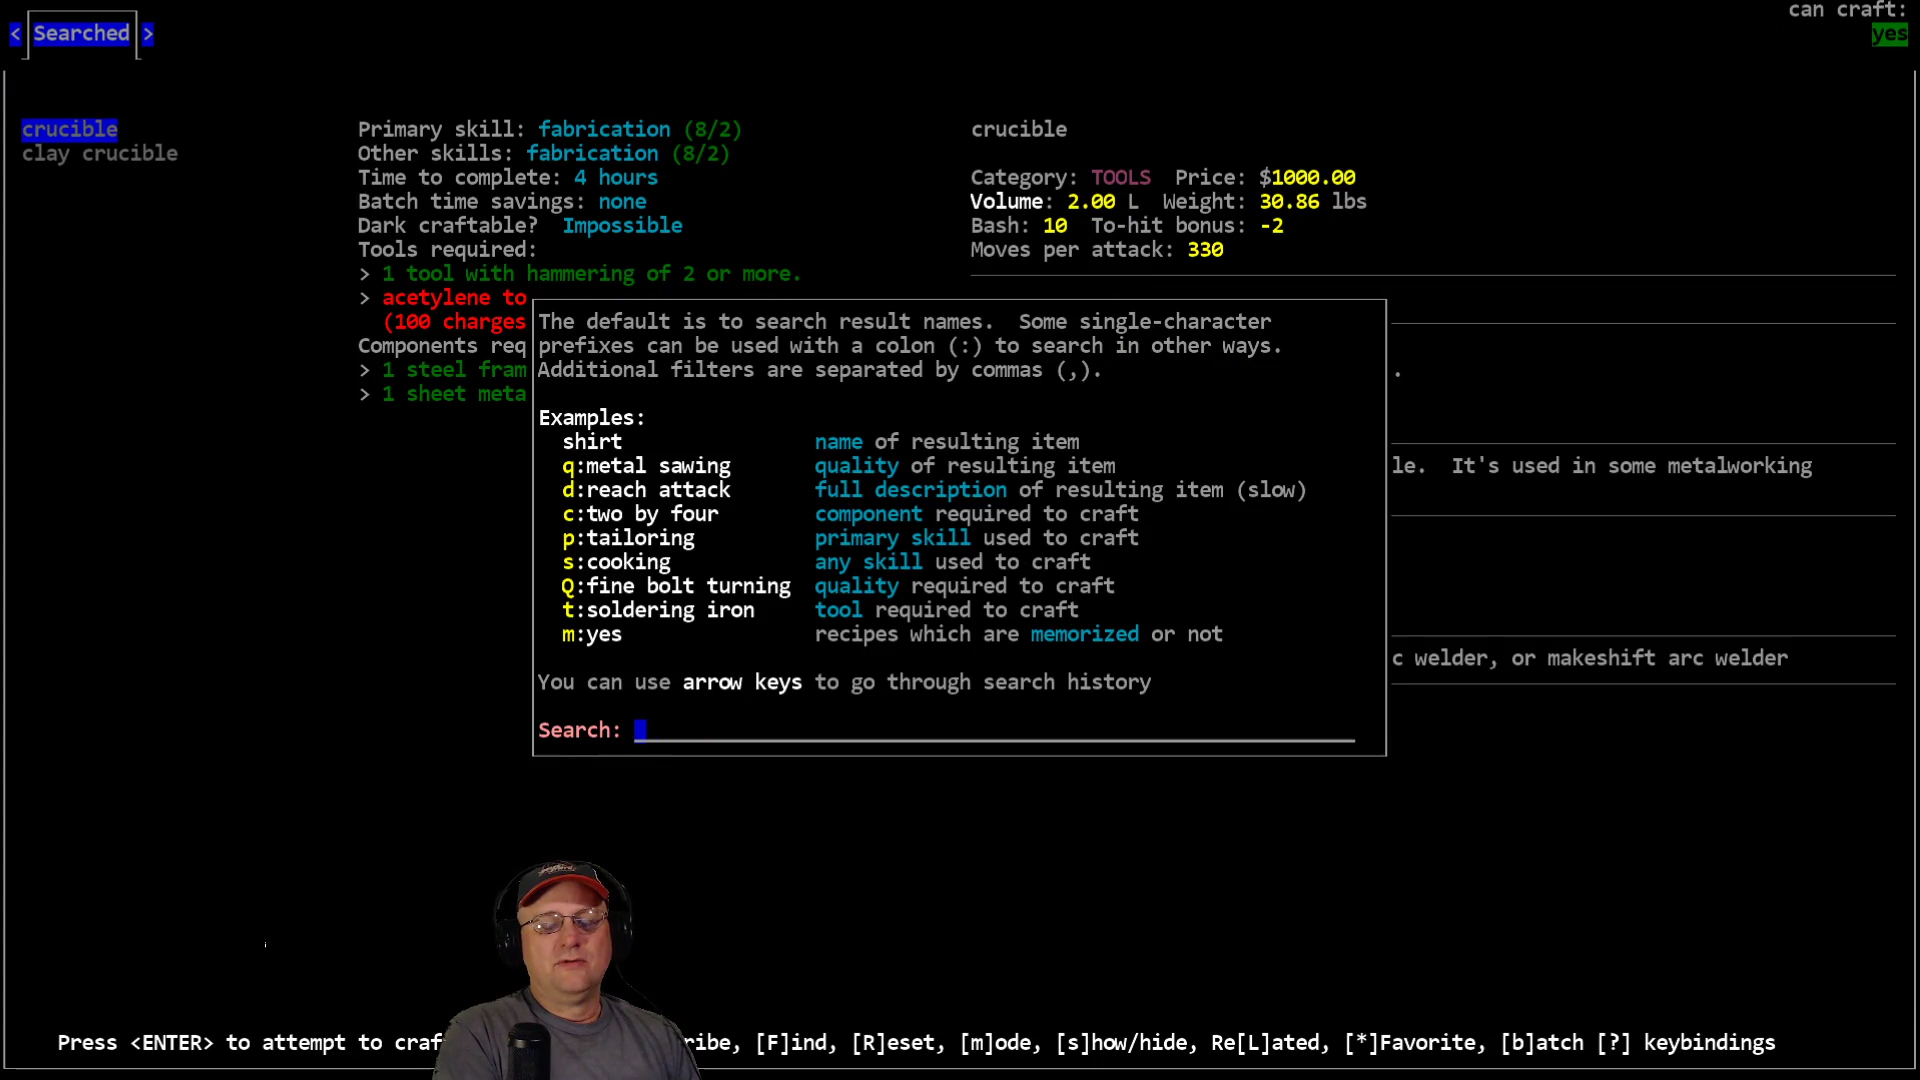 can craft:
< Searched >
yes
crucible
clay crucible
Primary skill: fabrication (8/2)
Other skills: fabrication (8/2)
Time to complete: 4 hours
Batch time savings: none
Dark craftable? Impossible
Tools required:
> 1 tool with hammering of 2 or more.
> acetylene to
(100 charges
Components req
> 1 steel fram
> 1 sheet meta
crucible
Category: TOOLS Price: $1000.00
Volume: 2.00 L Weight: 30.86 lbs
Bash: 10 To-hit bonus: -2
Moves per attack: 330
.
le. It's used in some metalworking
c welder, or makeshift arc welder
The default is to search result names. Some single-character
prefixes can be used with a colon (:) to search in other ways.
Additional filters are separated by commas (,).
Examples:
shirt name of resulting item
q:metal sawing quality of resulting item
d:reach attack full description of resulting item (slow)
c:two by four component required to craft
p:tailoring primary skill used to craft
s:cooking any skill used to craft
Q:fine bolt turning quality required to craft
t:soldering iron tool required to craft
m:yes recipes which are memorized or not
You can use arrow keys to go through search history
Search:
Press <ENTER> to attempt to craf ribe, [F]ind, [R]eset, [m]ode, [s]how/hide, Re[L]ated, [*]Favorite, [b]atch [?] keybindings